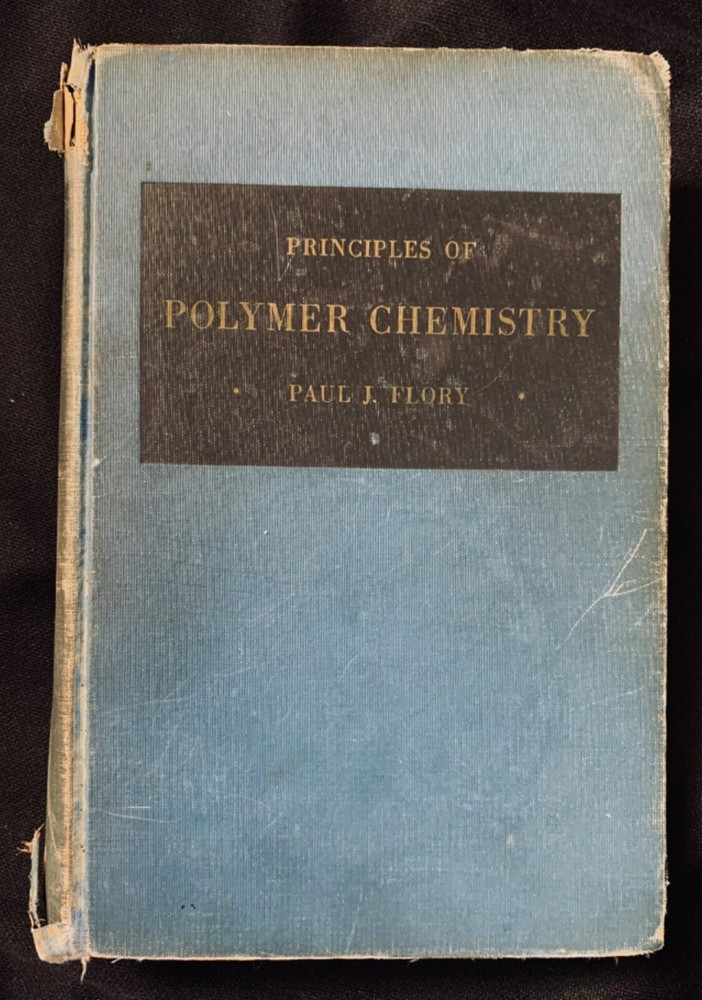 PRINCIPLES OF
POLYMER CHEMISTRY
· PAUL J. FLORY ·